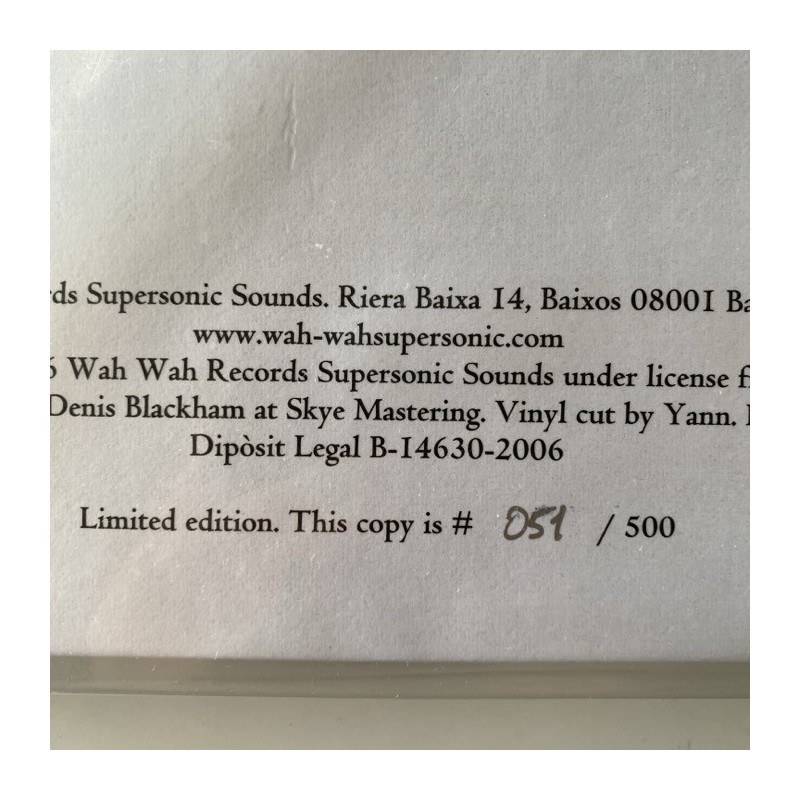 ds Supersonic Sounds. Riera Baixa 14, Baixos 08001 Ba
www.wah-wahsupersonic.com
6 Wah Wah Records Supersonic Sounds under license f
Denis Blackham at Skye Mastering. Vinyl cut by Yann.
Dipòsit Legal B-14630-2006
Limited edition. This copy is # 051 / 500